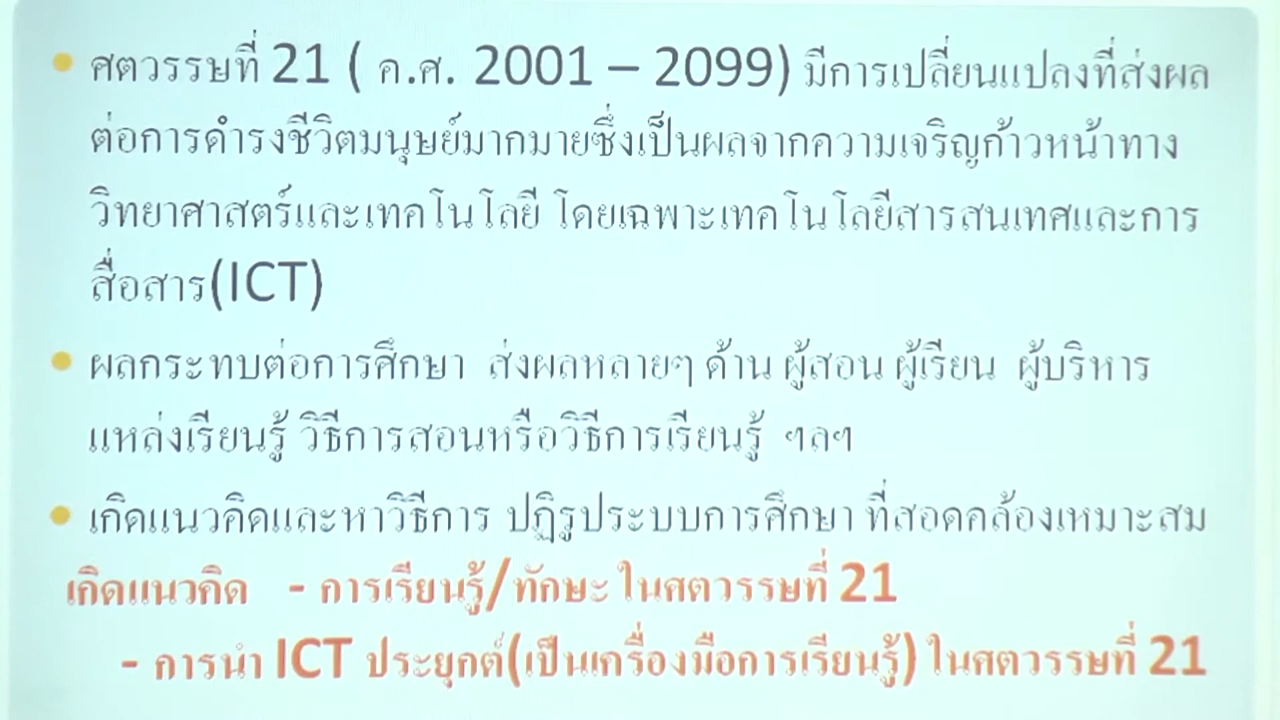 • ศตวรรษที่ 21 ( ค.ศ. 2001 – 2099) มีการเปลี่ยนแปลงที่ส่งผล
ต่อการดำรงชีวิตมนุษย์มากมายซึ่งเป็นผลจากความเจริญก้าวหน้าทาง
วิทยาศาสตร์และเทคโนโลยี โดยเฉพาะเทคโนโลยีสารสนเทศและการ
สื่อสาร(ICT)
• ผลกระทบต่อการศึกษา ส่งผลหลายๆ ด้าน ผู้สอน ผู้เรียน ผู้บริหาร
แหล่งเรียนรู้ วิธีการสอนหรือวิธีการเรียนรู้ ฯลฯ
• เกิดแนวคิดและหาวิธีการ ปฏิรูประบบการศึกษา ที่สอดคล้องเหมาะสม
เกิดแนวคิด - การเรียนรู้/ทักษะ ในศตวรรษที่ 21
- การนำ ICT ประยุกต์(เป็นเครื่องมือการเรียนรู้) ในศตวรรษที่ 21